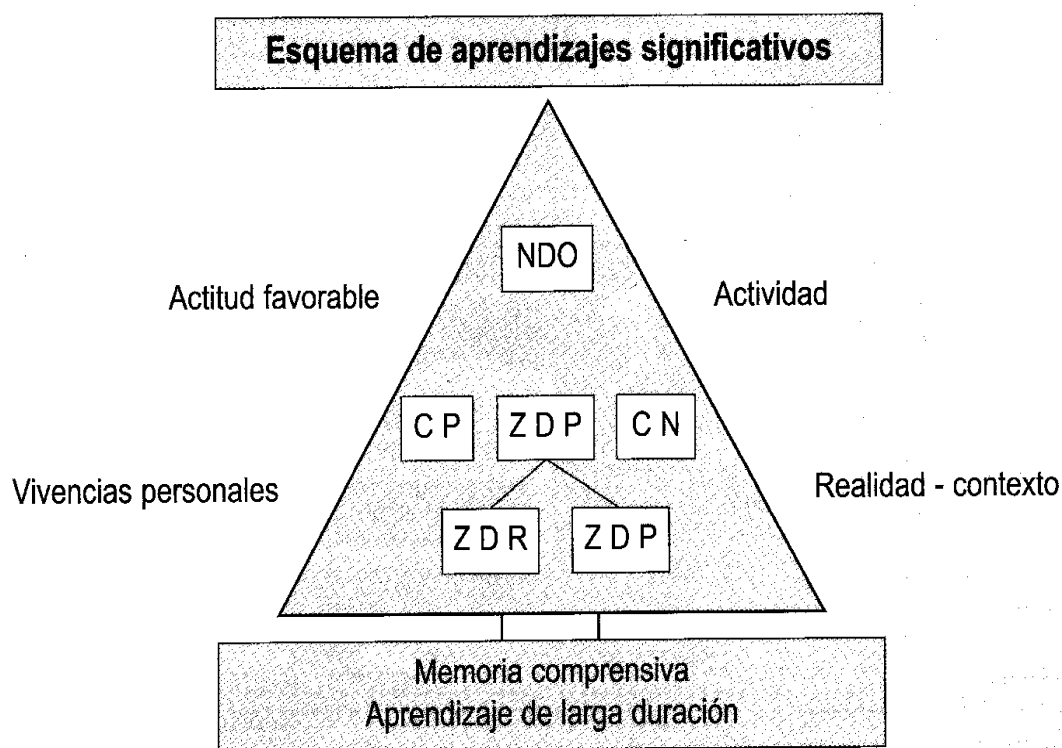 Esquema de aprendizajes significativos
NDO
Actitud favorable
Actividad
C P
Z D P
C N
Vivencias personales
Realidad - contexto
Z D R
Z D P
Memoria comprensiva
Aprendizaje de larga duración